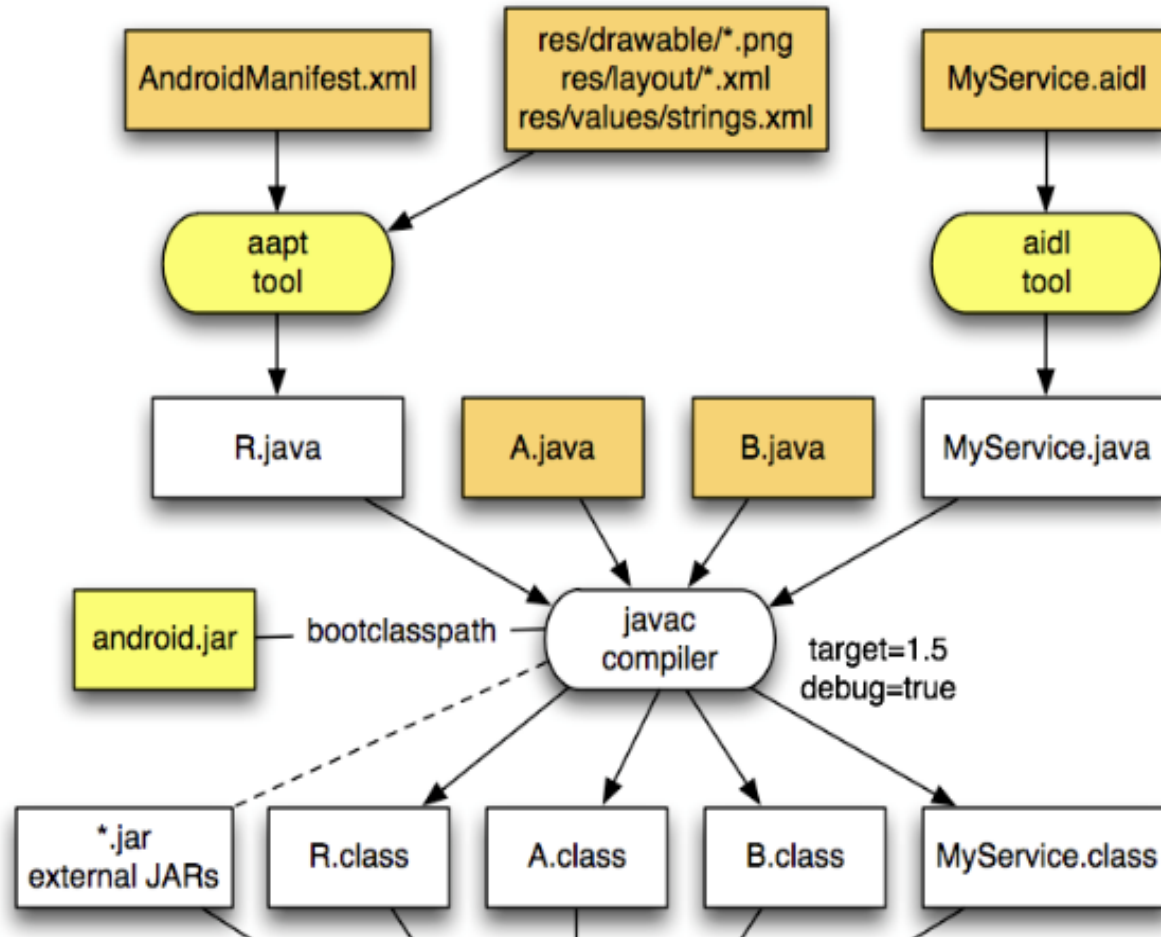 AndroidManifest.xml
res/drawable/*.png
res/layout/*.xml
res/values/strings.xml
MyService.aidl
aapt
tool
aidl
tool
R.java
A.java
B.java
MyService.java
android.jar
bootclasspath
javac
compiler
target=1.5
debug=true
*.jar
external JARs
R.class
A.class
B.class
MyService.class